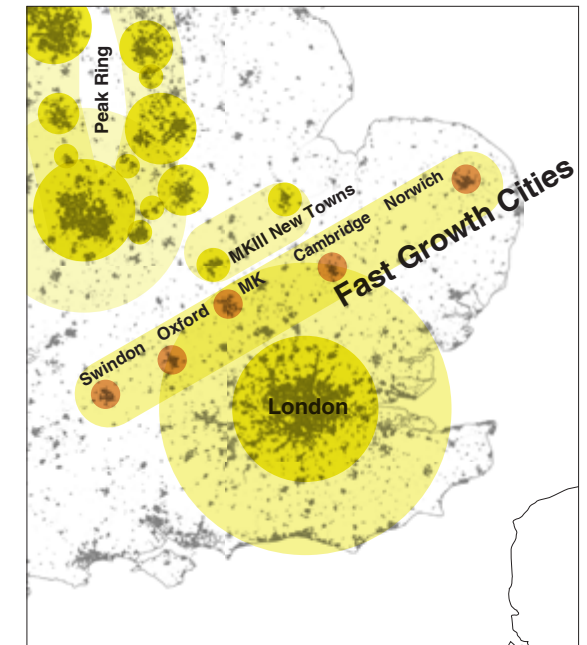 Peak Ring
MKIII New Towns
Norwich
Cambridge
Fast Growth Cities
MK
Oxford
Swindon
London